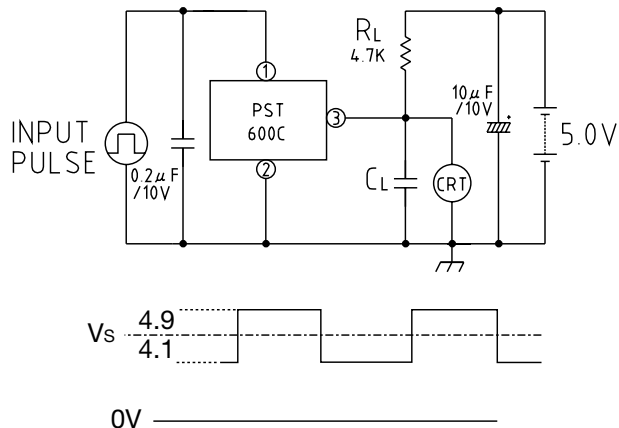 RL
4.7K
①
PST
600C
③
②
INPUT
PULSE
0.2μF
/10V
CL
CRT
10μF
/10V
+
5.0V
Vs
4.9
4.1
0V